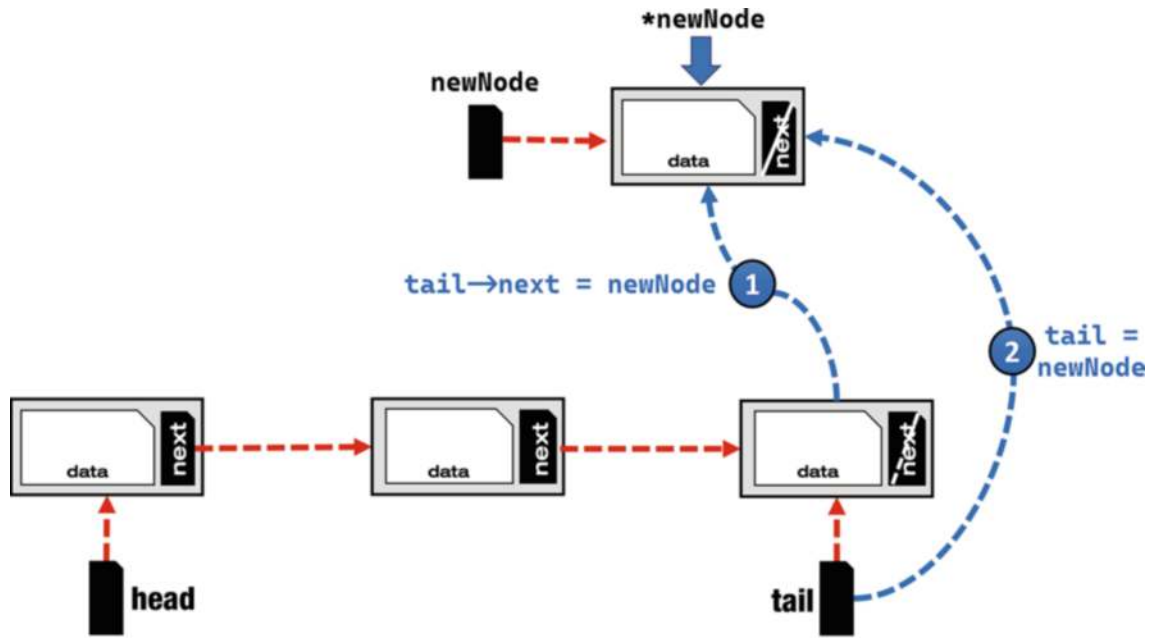 *newNode
newNode
data
next
tail→next = newNode
1
2
tail =
newNode
data
next
data
next
data
next
head
tail